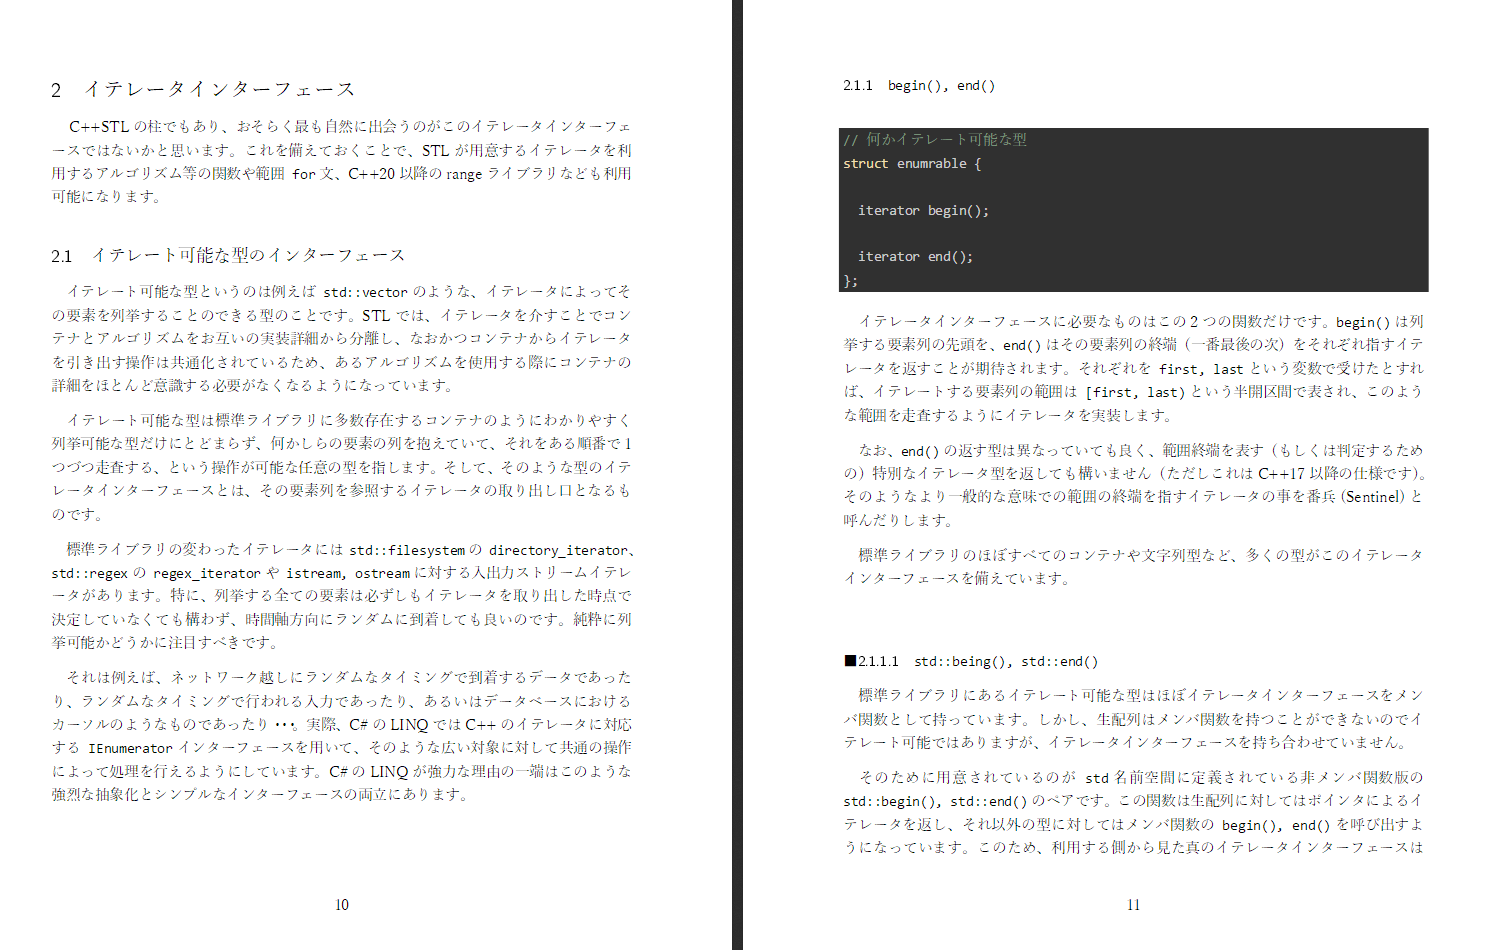 2　イテレータインターフェース
C++STL の柱でもあり、おそらく最も自然に出会うのがこのイテレータインターフェ
ースではないかと思います。これを備えておくことで、STL が用意するイテレータを利
用するアルゴリズム等の関数や範囲 for 文、C++20 以降の range ライブラリなども利用
可能になります。
2.1　イテレート可能な型のインターフェース
イテレート可能な型というのは例えば std::vector のような、イテレータによってそ
の要素を列挙することのできる型のことです。STL では、イテレータを介すことでコン
テナとアルゴリズムをお互いの実装詳細から分離し、なおかつコンテナからイテレータ
を引き出す操作は共通化されているため、あるアルゴリズムを使用する際にコンテナの
詳細をほとんど意識する必要がなくなるようになっています。
イテレート可能な型は標準ライブラリに多数存在するコンテナのようにわかりやすく
列挙可能な型だけにとどまらず、何かしらの要素の列を抱えていて、それをある順番で 1
つづつ走査する、という操作が可能な任意の型を指します。そして、そのような型のイテ
レータインターフェースとは、その要素列を参照するイテレータの取り出し口となるも
のです。
標準ライブラリの変わったイテレータには std::filesystem の directory_iterator、
std::regex の regex_iterator や istream, ostream に対する入出力ストリームイテレ
ータがあります。特に、列挙する全ての要素は必ずしもイテレータを取り出した時点で
決定していなくても構わず、時間軸方向にランダムに到着しても良いのです。純粋に列
挙可能かどうかに注目すべきです。
それは例えば、ネットワーク越しにランダムなタイミングで到着するデータであった
り、ランダムなタイミングで行われる入力であったり、あるいはデータベースにおける
カーソルのようなものであったり・・・。実際、C# の LINQ では C++ のイテレータに対応
する IEnumerator インターフェースを用いて、そのような広い対象に対して共通の操作
によって処理を行えるようにしています。C# の LINQ が強力な理由の一端はこのような
強烈な抽象化とシンプルなインターフェースの両立にあります。
10
2.1.1　begin(), end()
// 何かイテレート可能な型
struct enumrable {
iterator begin();
iterator end();
};
イテレータインターフェースに必要なものはこの 2 つの関数だけです。begin() は列
挙する要素列の先頭を、end() はその要素列の終端（一番最後の次）をそれぞれ指すイテ
レータを返すことが期待されます。それぞれを first, last という変数で受けたとすれ
ば、イテレートする要素列の範囲は [first, last) という半開区間で表され、このよう
な範囲を走査するようにイテレータを実装します。
なお、end() の返す型は異なっていても良く、範囲終端を表す（もしくは判定するため
の）特別なイテレータ型を返しても構いません（ただしこれは C++17 以降の仕様です）。
そのようなより一般的な意味での範囲の終端を指すイテレータの事を番兵 (Sentinel) と
呼んだりします。
標準ライブラリのほぼすべてのコンテナや文字列型など、多くの型がこのイテレータ
インターフェースを備えています。
■2.1.1.1　std::being(), std::end()
標準ライブラリにあるイテレート可能な型はほぼイテレータインターフェースをメン
バ関数として持っています。しかし、生配列はメンバ関数を持つことができないのでイ
テレート可能ではありますが、イテレータインターフェースを持ち合わせていません。
そのために用意されているのが std 名前空間に定義されている非メンバ関数版の
std::begin(), std::end() のペアです。この関数は生配列に対してはポインタによるイ
テレータを返し、それ以外の型に対してはメンバ関数の begin(), end() を呼び出すよ
うになっています。このため、利用する側から見た真のイテレータインターフェースは
11